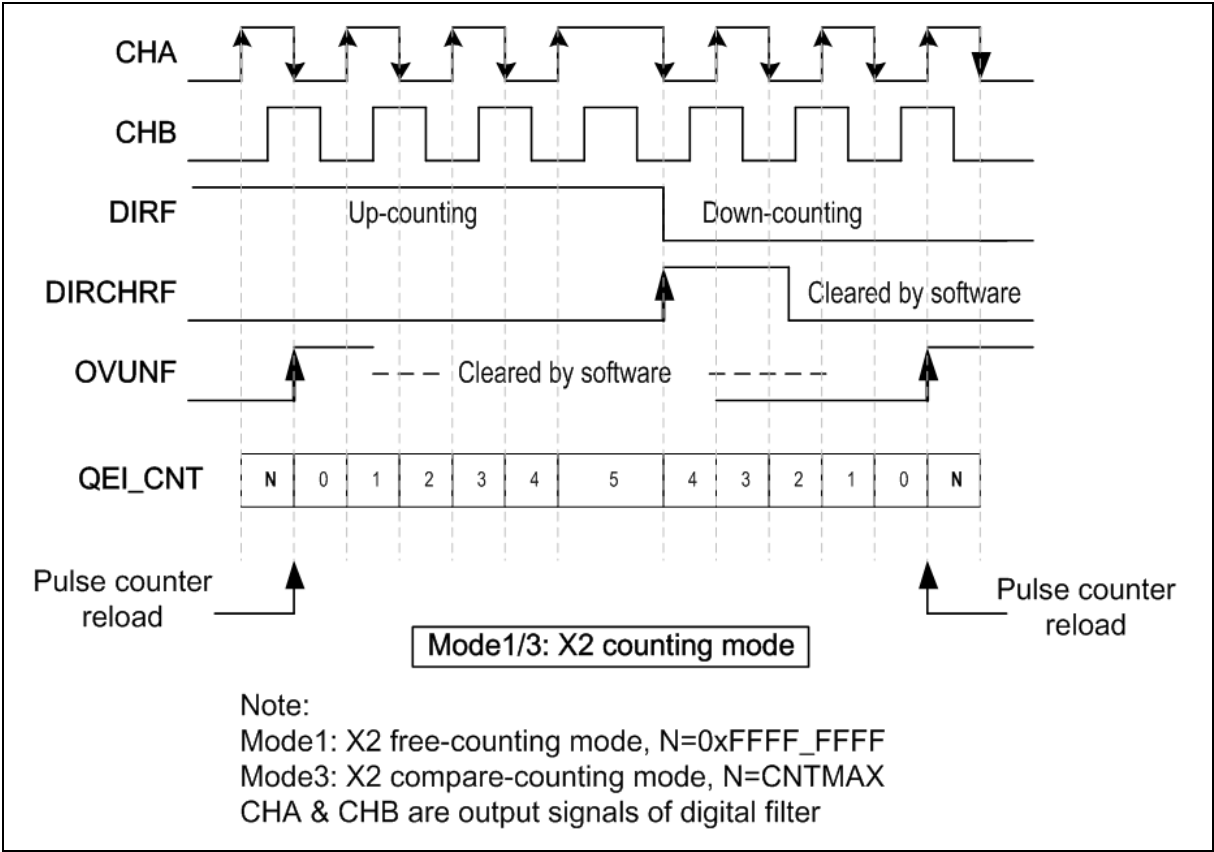 CHA
CHB
DIRF
Up-counting
Down-counting
DIRCHRF
Cleared by software
OVUNF
Cleared by software
QEI_CNT
N 0 1 2 3 4 5 4 3 2 1 0 N
Pulse counter
reload
Pulse counter
reload
Mode1/3: X2 counting mode
Note:
Mode1: X2 free-counting mode, N=0xFFFF_FFFF
Mode3: X2 compare-counting mode, N=CNTMAX
CHA & CHB are output signals of digital filter